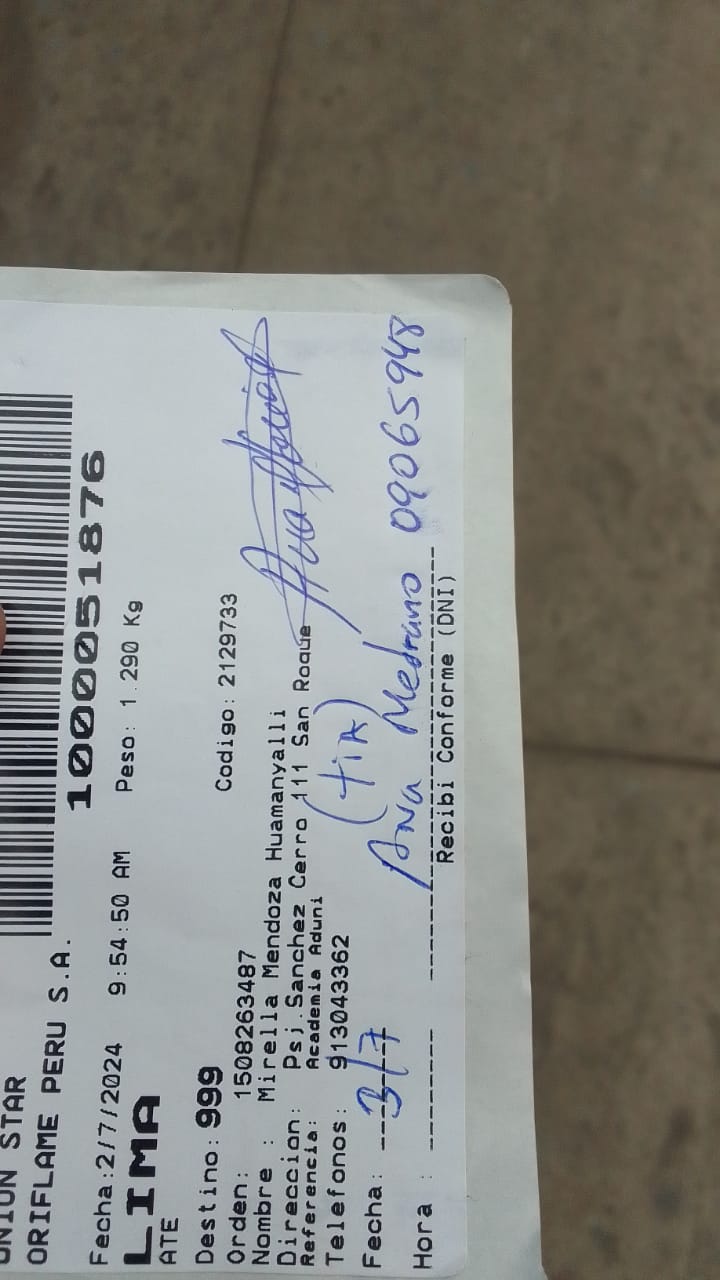 UNION STAR
ORIFLAME PERU S.A.
1000051876
Fecha:2/7/2024 9:54:50 AM Peso: 1.290 Kg
LIMA
ATE
Destino: 999 Codigo: 2129733
Orden: 1508263487
Nombre : Mirella Mendoza Huamanyalli
Direccion: Psj.Sanchez Cerro 111 San Roque
Referencia: Academia Aduni
Telefonos: 913043362
(tiA)
Fecha: 3/7
Ana Medrano 09065948
Hora :
Recibi Conforme (DNI)